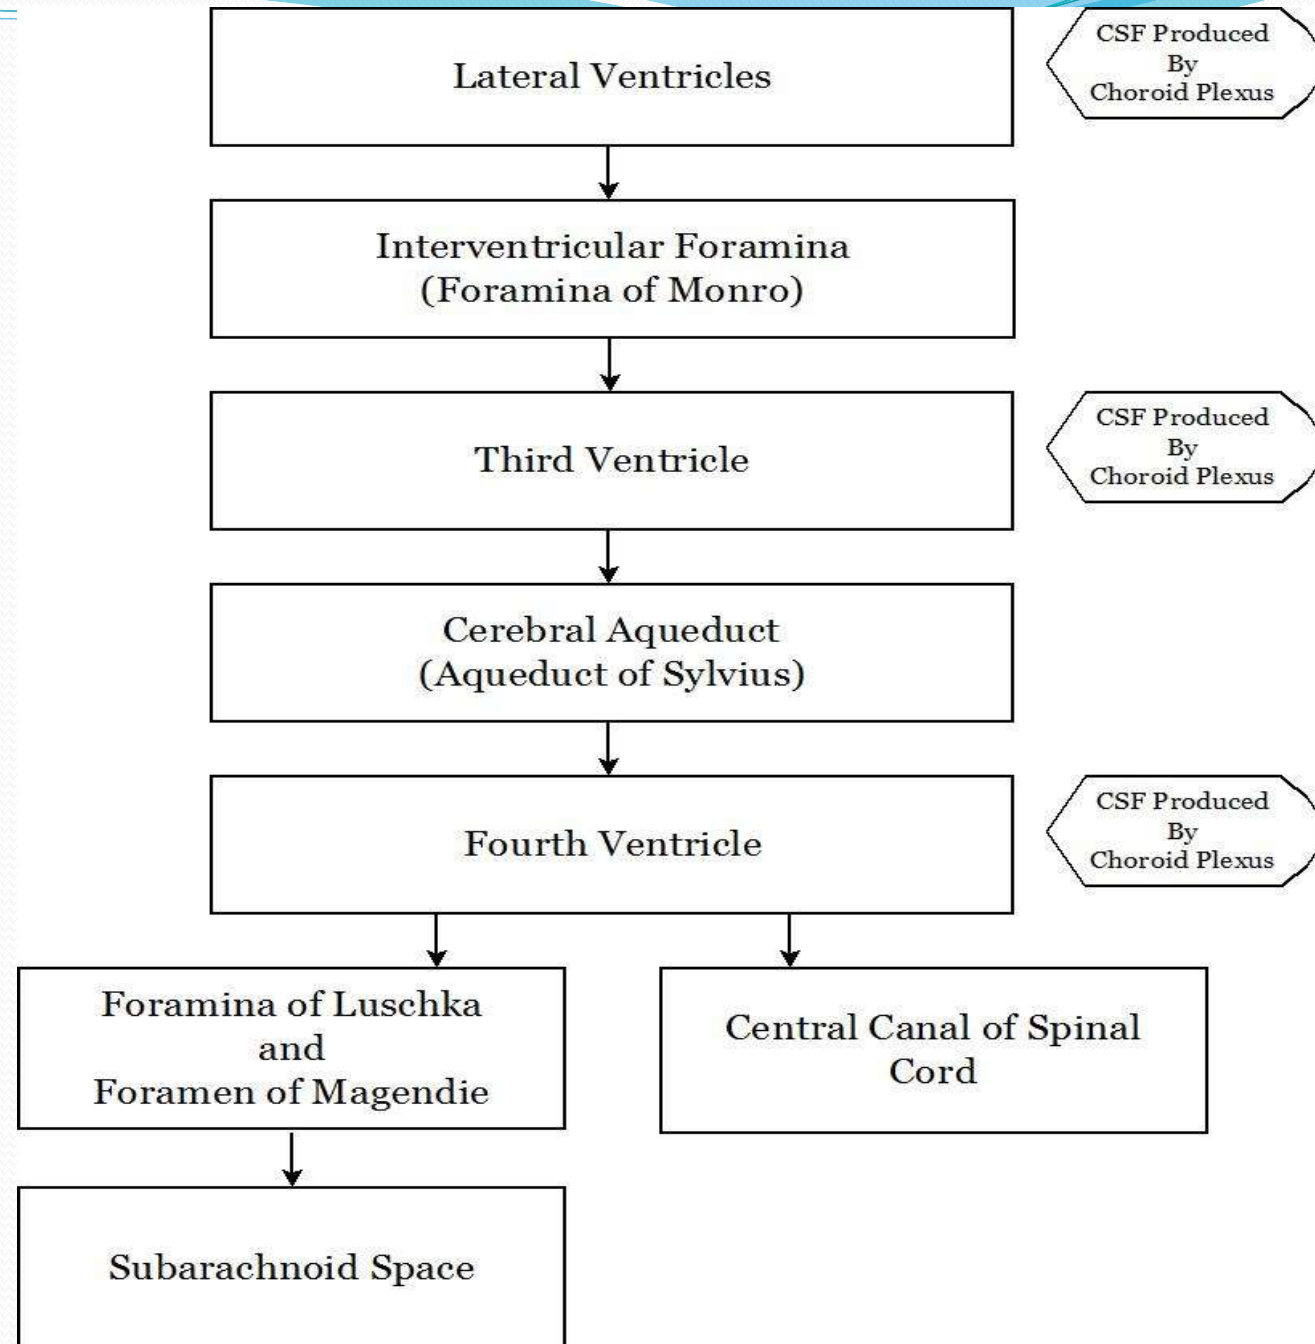 Lateral Ventricles
CSF Produced
By
Choroid Plexus
Interventricular Foramina
(Foramina of Monro)
Third Ventricle
CSF Produced
By
Choroid Plexus
Cerebral Aqueduct
(Aqueduct of Sylvius)
Fourth Ventricle
CSF Produced
By
Choroid Plexus
Foramina of Luschka
and
Foramen of Magendie
Central Canal of Spinal
Cord
Subarachnoid Space